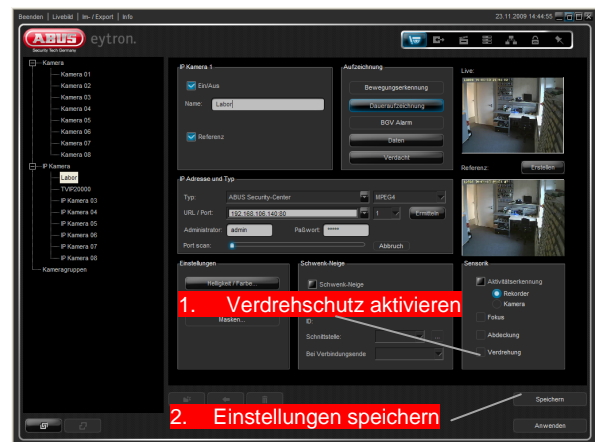 Beenden | Livebild | Im- / Export | Info
23.11.2009 14:44:55
ABUS eytron.
Security Tech Germany
Kamera
Kamera 01
Kamera 02
Kamera 03
Kamera 04
Kamera 05
Kamera 06
Kamera 07
Kamera 08
IP Kamera
Labor
TVIP20000
IP Kamera 03
IP Kamera 04
IP Kamera 05
IP Kamera 06
IP Kamera 07
IP Kamera 08
Kameragruppen
IP Kamera 1
Ein/Aus
Name: Labor
Referenz
Aufzeichnung
Bewegungserkennung
Daueraufzeichnung
BGV Alarm
Daten
Verdacht
Live:
Referenz Erstellen
IP Adresse und Typ
Typ: ABUS Security-Center MPEG4
URL / Port: 192.168.106.140:80 1 Ermitteln
Administrator: admin Paßwort: *****
Port scan: Abbruch
Einstellungen
Helligkeit / Farbe...
Masken...
Schwenk-Neige
Schwenk-Neige
ID:
Schnittstelle:
Bei Verbindungsende
Sensorik
Aktivitätserkennung
Rekorder
Kamera
Fokus
Abdeckung
Verdrehung
1. Verdrehschutz aktivieren
2. Einstellungen speichern
Speichern
Anwenden